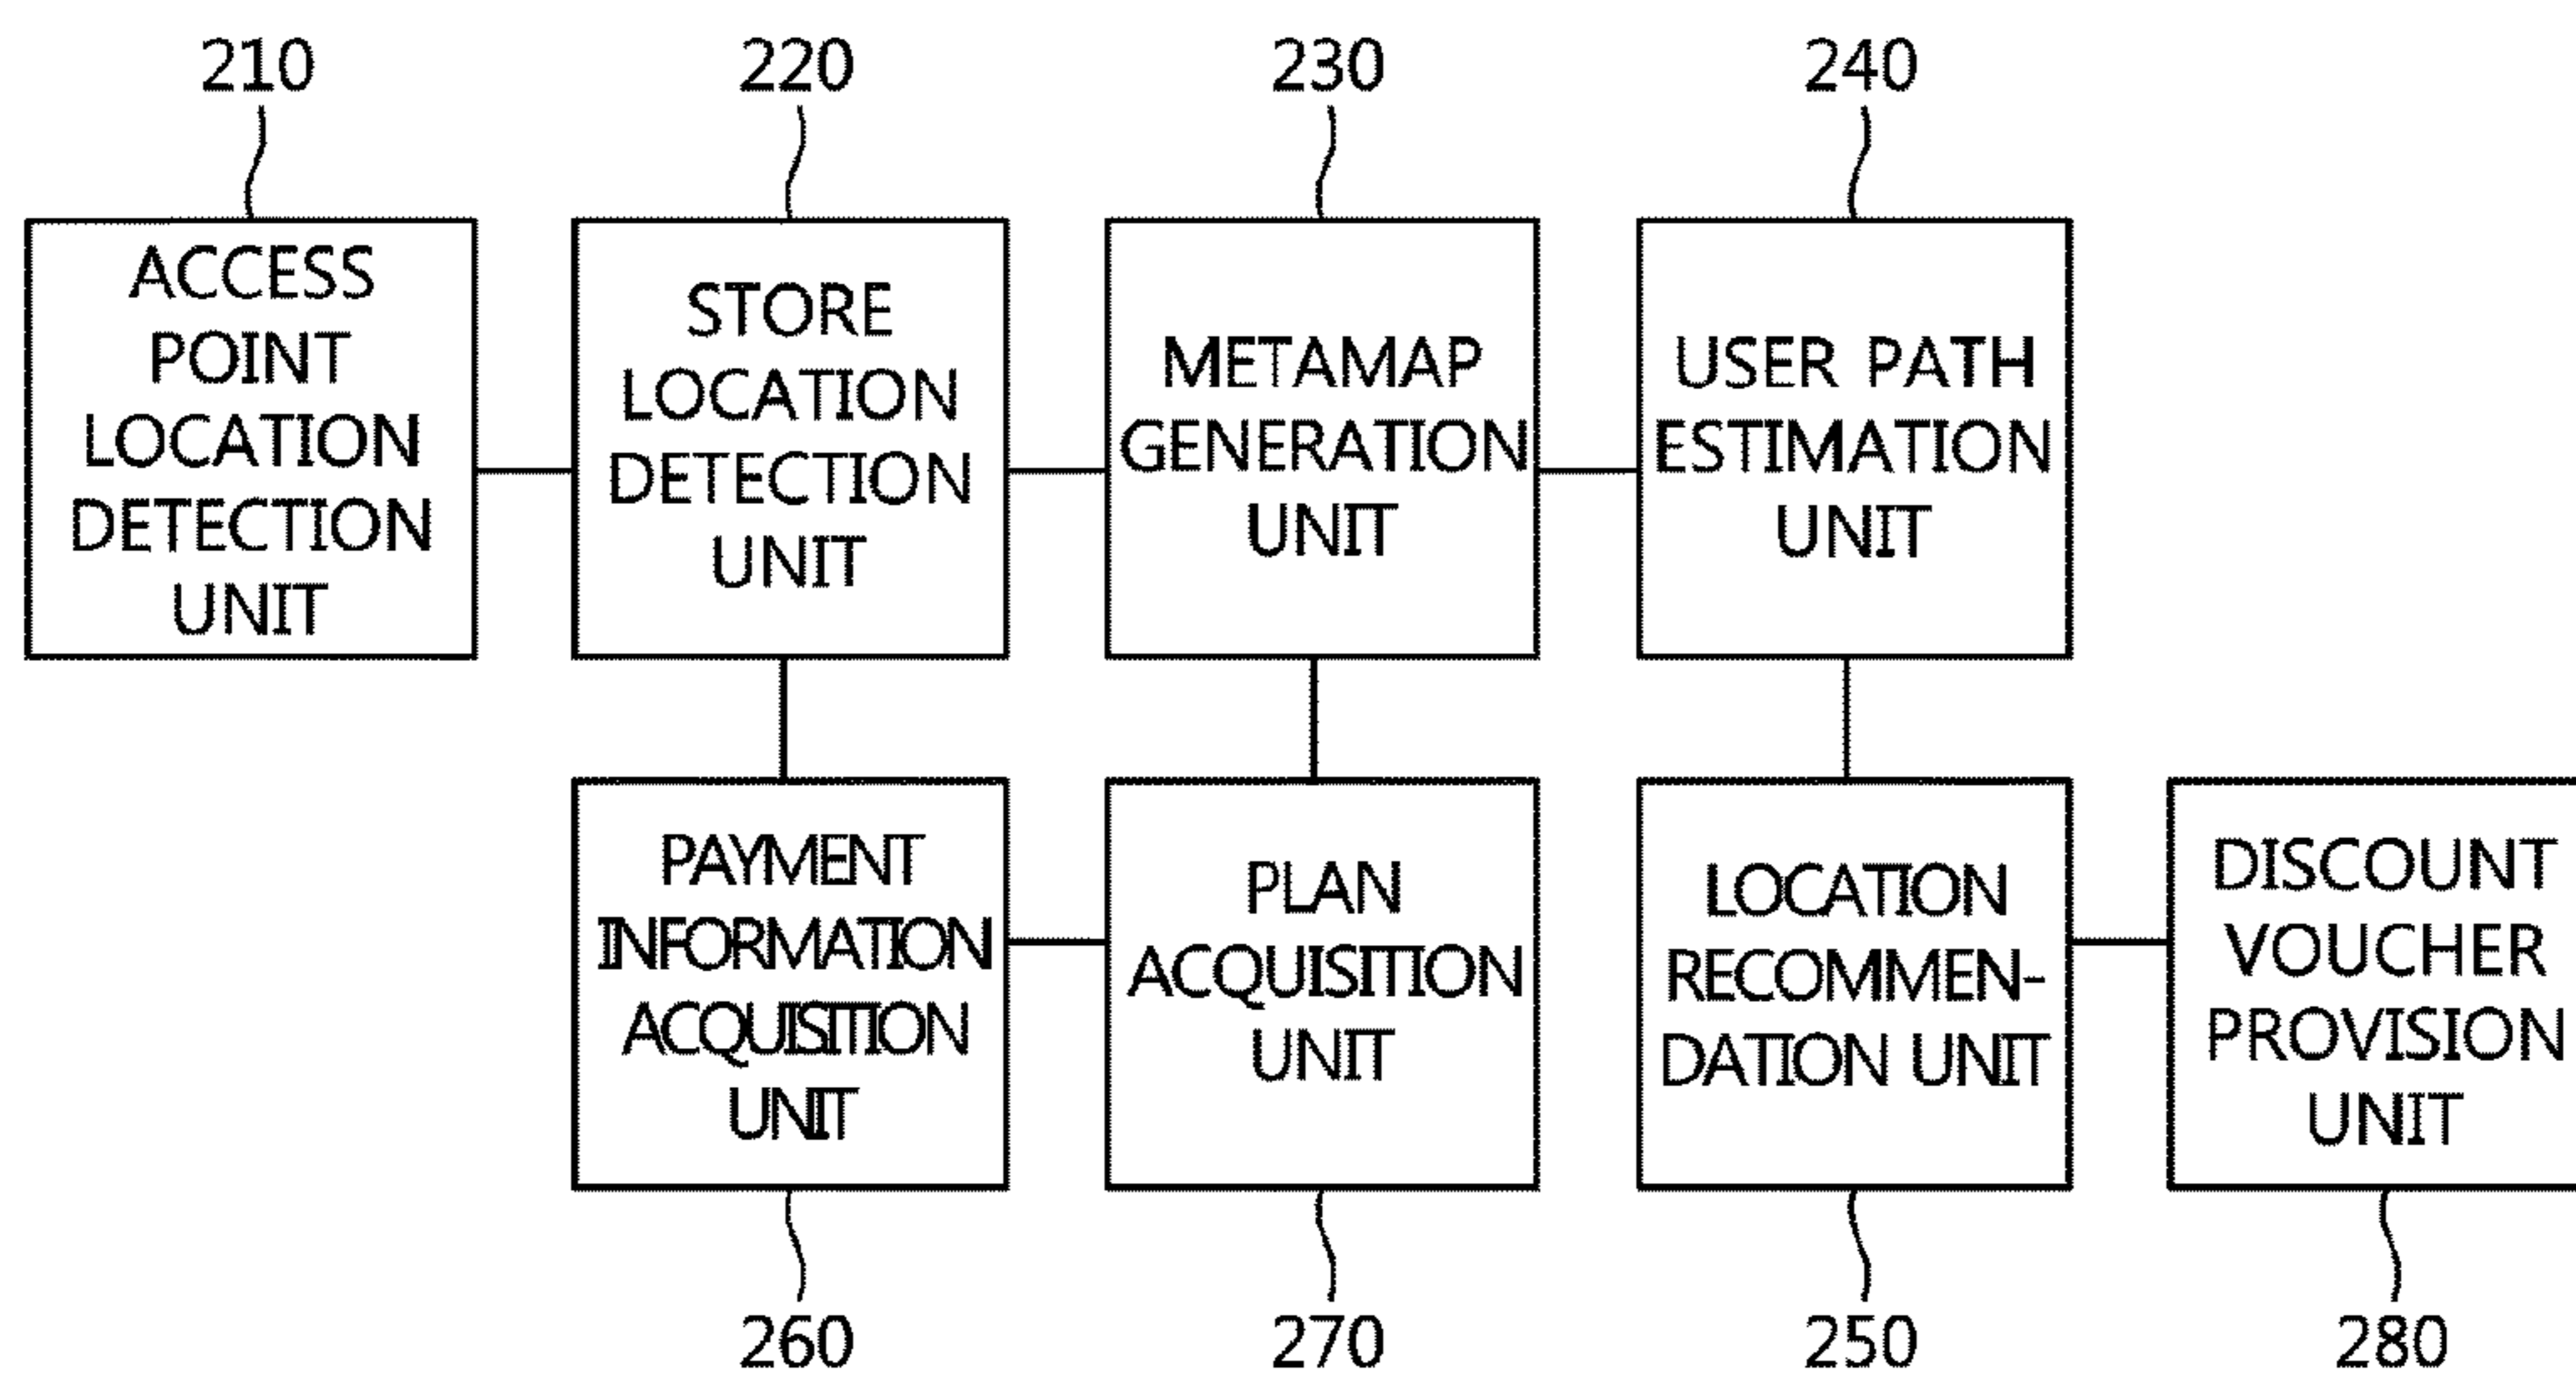 210
220
230
240
ACCESS
POINT
LOCATION
DETECTION
UNIT
STORE
LOCATION
DETECTION
UNIT
METAMAP
GENERATION
UNIT
USER PATH
ESTIMATION
UNIT
PAYMENT
INFORMATION
ACQUISITION
UNIT
PLAN
ACQUISITION
UNIT
LOCATION
RECOMMEN-
DATION UNIT
DISCOUNT
VOUCHER
PROVISION
UNIT
260
270
250
280